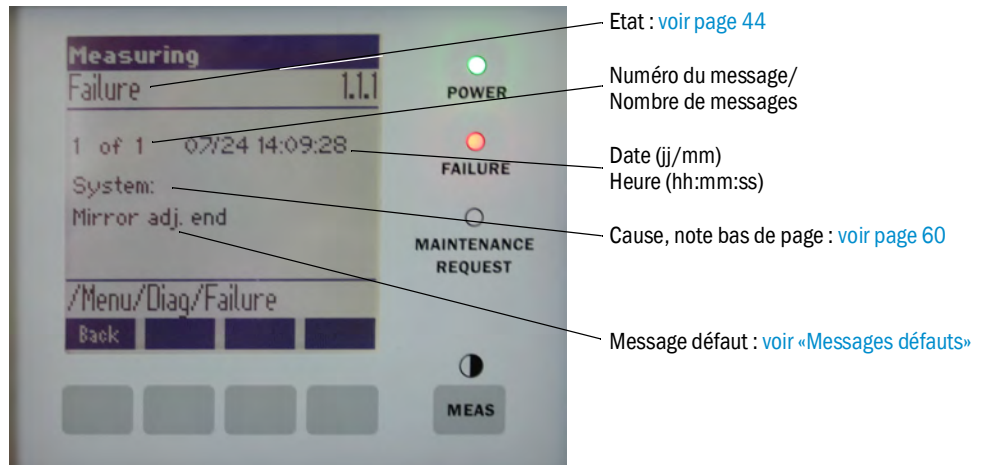 Measuring
Failure 1.1.1
1 of 1 07/24 14:09:28
System:
Mirror adj. end
/Menu/Diag/Failure
Back
POWER
FAILURE
MAINTENANCE
REQUEST
MEAS
Etat : voir page 44
Numéro du message/
Nombre de messages
Date (jj/mm)
Heure (hh:mm:ss)
Cause, note bas de page : voir page 60
Message défaut : voir «Messages défauts»